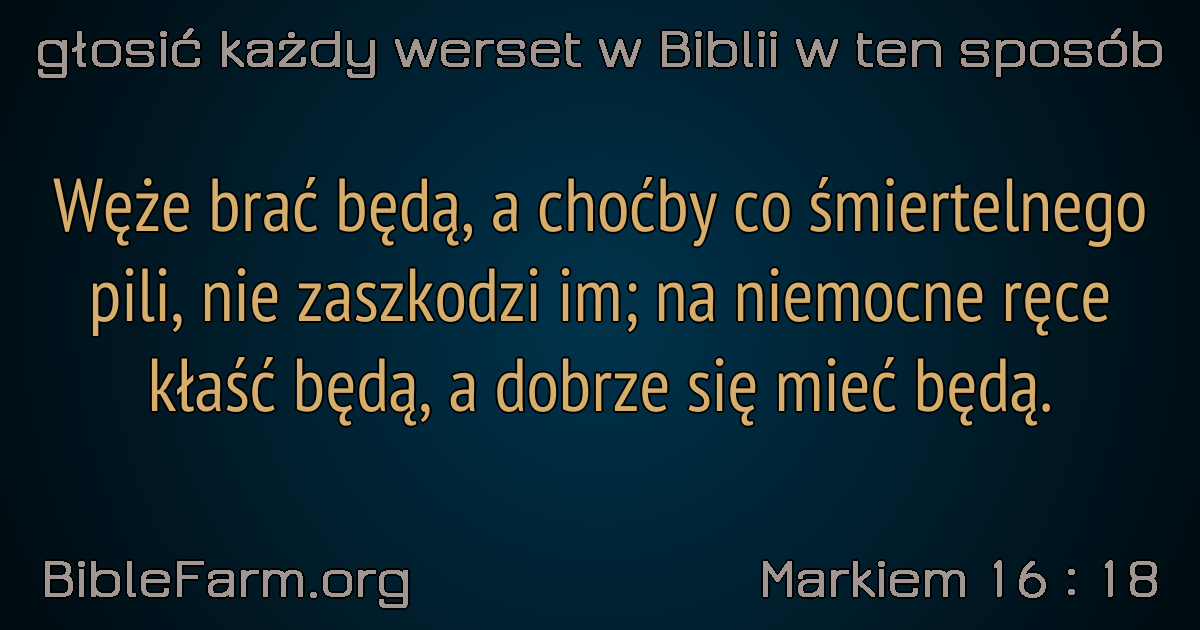 głosić każdy werset w Biblii w ten sposób
Węże brać będą, a choćby co śmiertelnego
pili, nie zaszkodzi im; na niemocne ręce
kłaść będą, a dobrze się mieć będą.
BibleFarm.org
Markiem 16 : 18